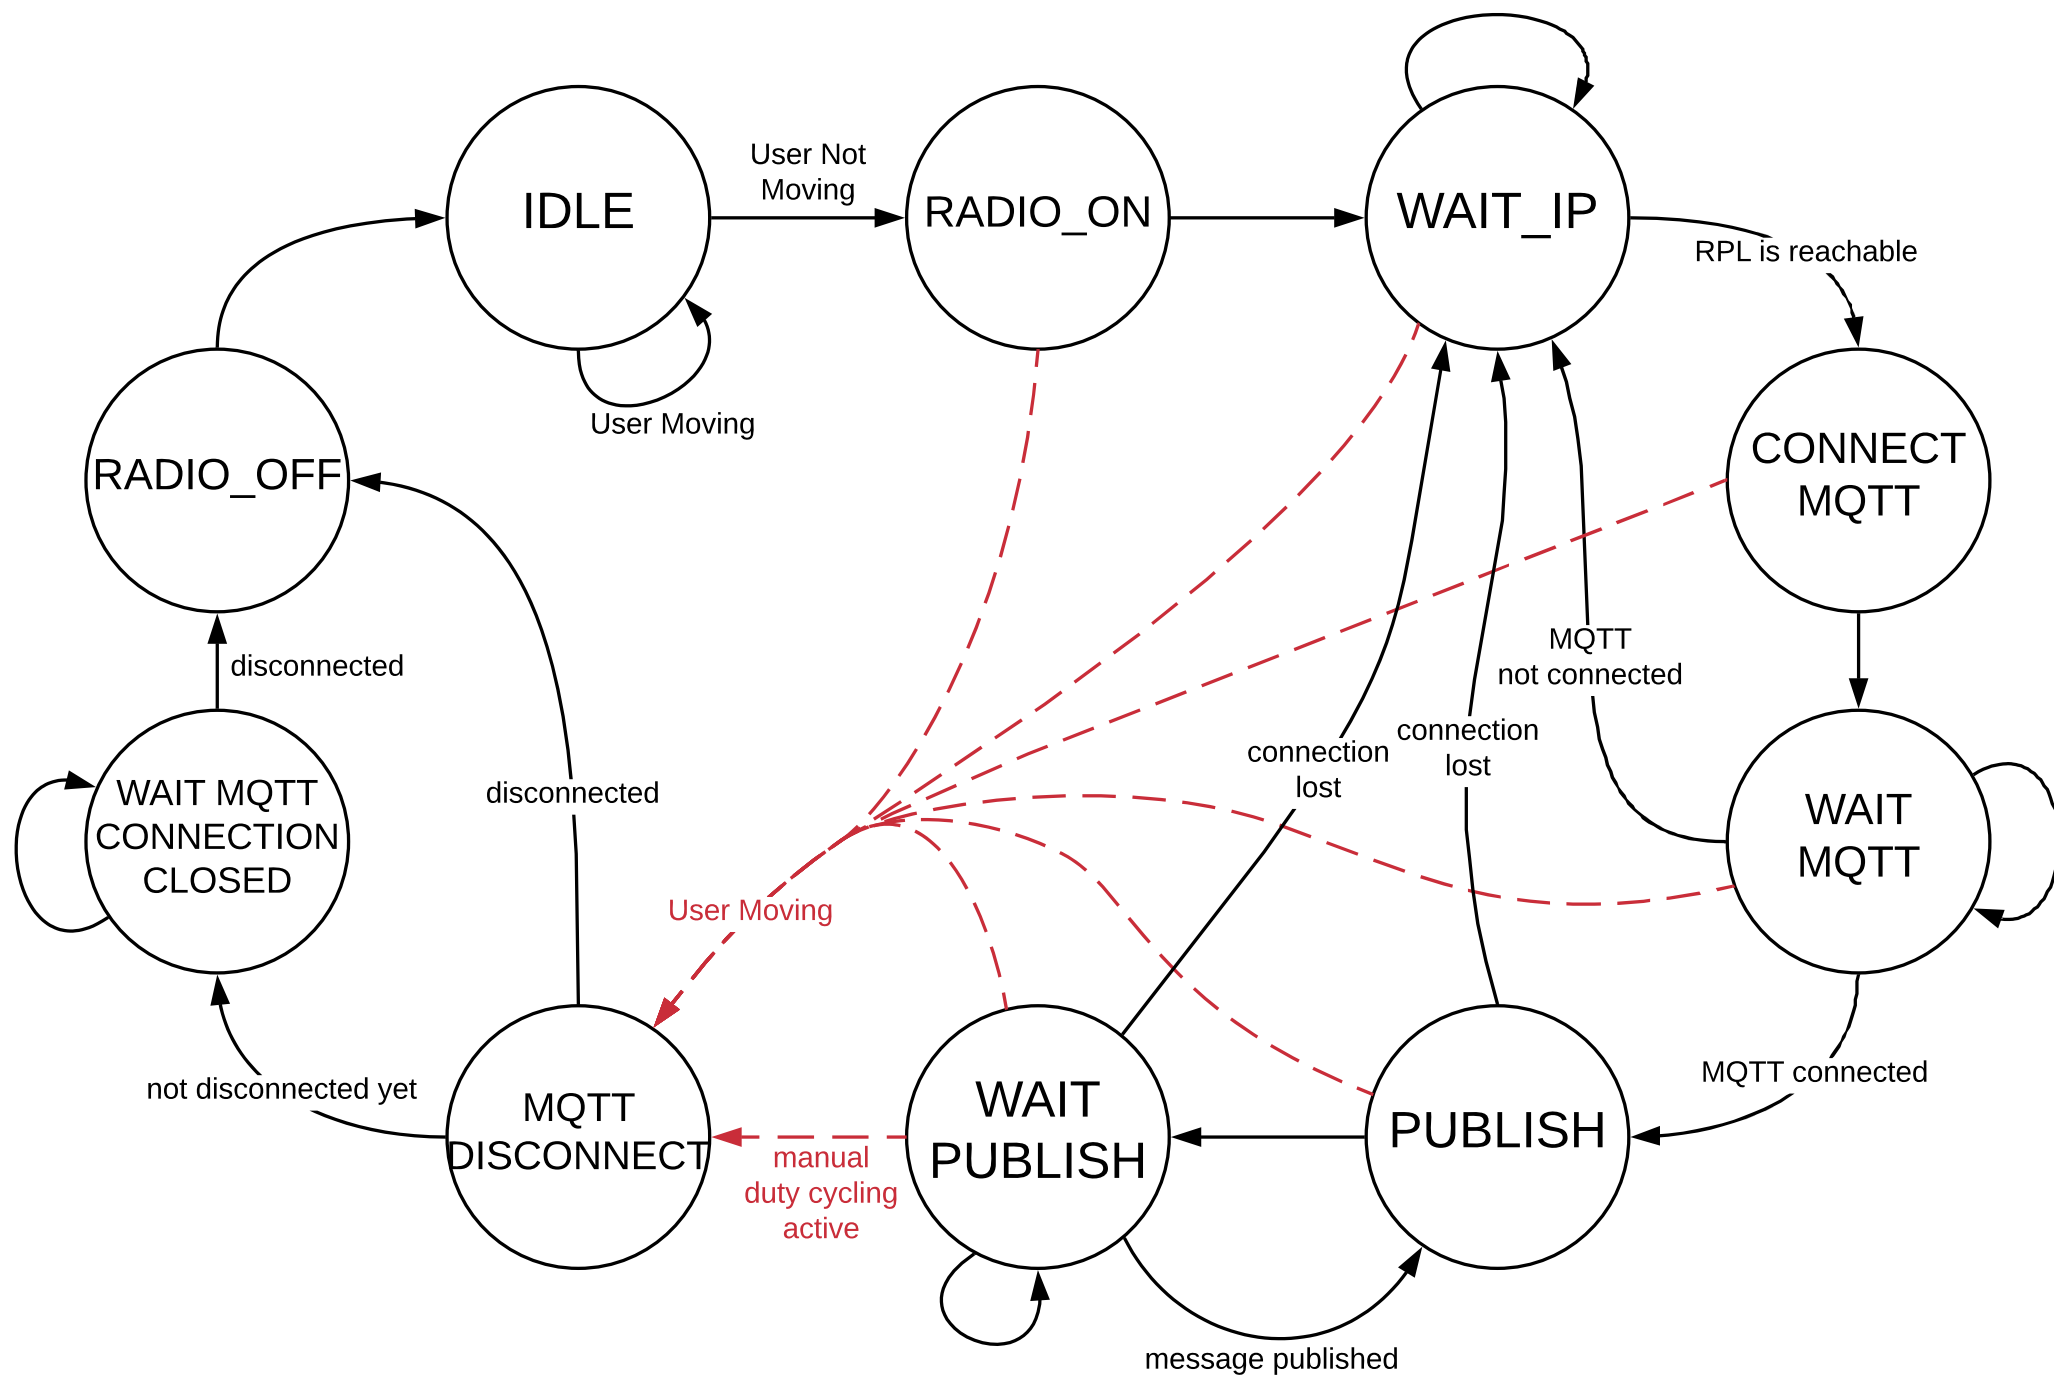 User Not
Moving
IDLE
RADIO_ON
WAIT_IP
RPL is reachable
User Moving
RADIO_OFF
CONNECT
MQTT
disconnected
MQTT
not connected
connection
lost
connection
lost
disconnected
WAIT MQTT
CONNECTION
CLOSED
WAIT
MQTT
User Moving
not disconnected yet
MQTT connected
MQTT
DISCONNECT
WAIT
PUBLISH
PUBLISH
manual
duty cycling
active
message published